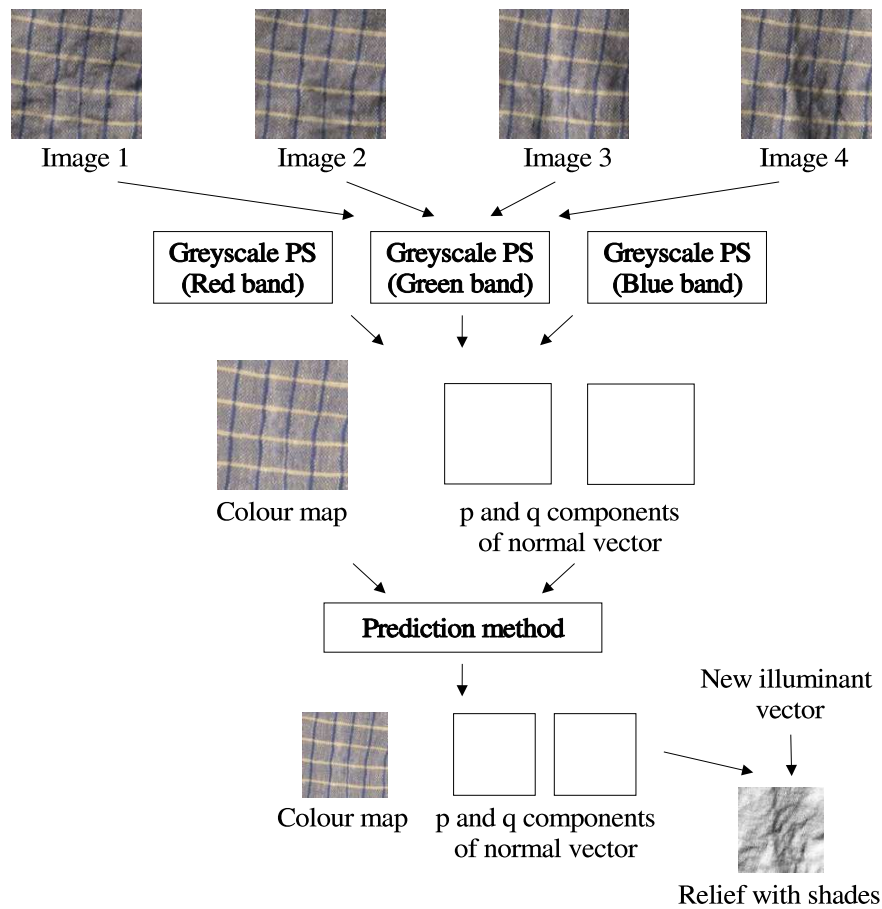 Image 1
Image 2
Image 3
Image 4
Greyscale PS
(Red band)
Greyscale PS
(Green band)
Greyscale PS
(Blue band)
Colour map
p and q components
of normal vector
Prediction method
New illuminant
vector
Colour map
p and q components
of normal vector
Relief with shades